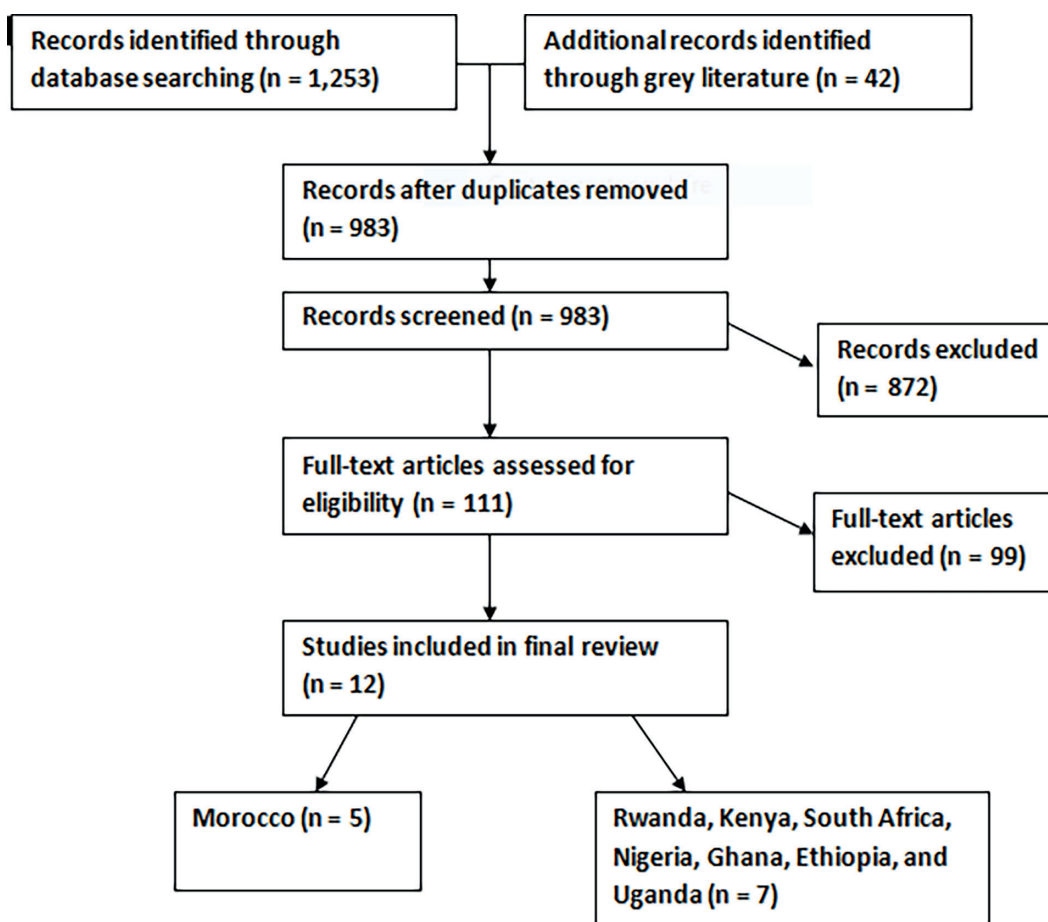 Records identified through
database searching (n = 1,253)
Additional records identified
through grey literature (n = 42)
Records after duplicates removed
(n = 983)
Records screened (n = 983)
Records excluded
(n = 872)
Full-text articles assessed for
eligibility (n = 111)
Full-text articles
excluded (n = 99)
Studies included in final review
(n = 12)
Morocco (n = 5)
Rwanda, Kenya, South Africa,
Nigeria, Ghana, Ethiopia, and
Uganda (n = 7)